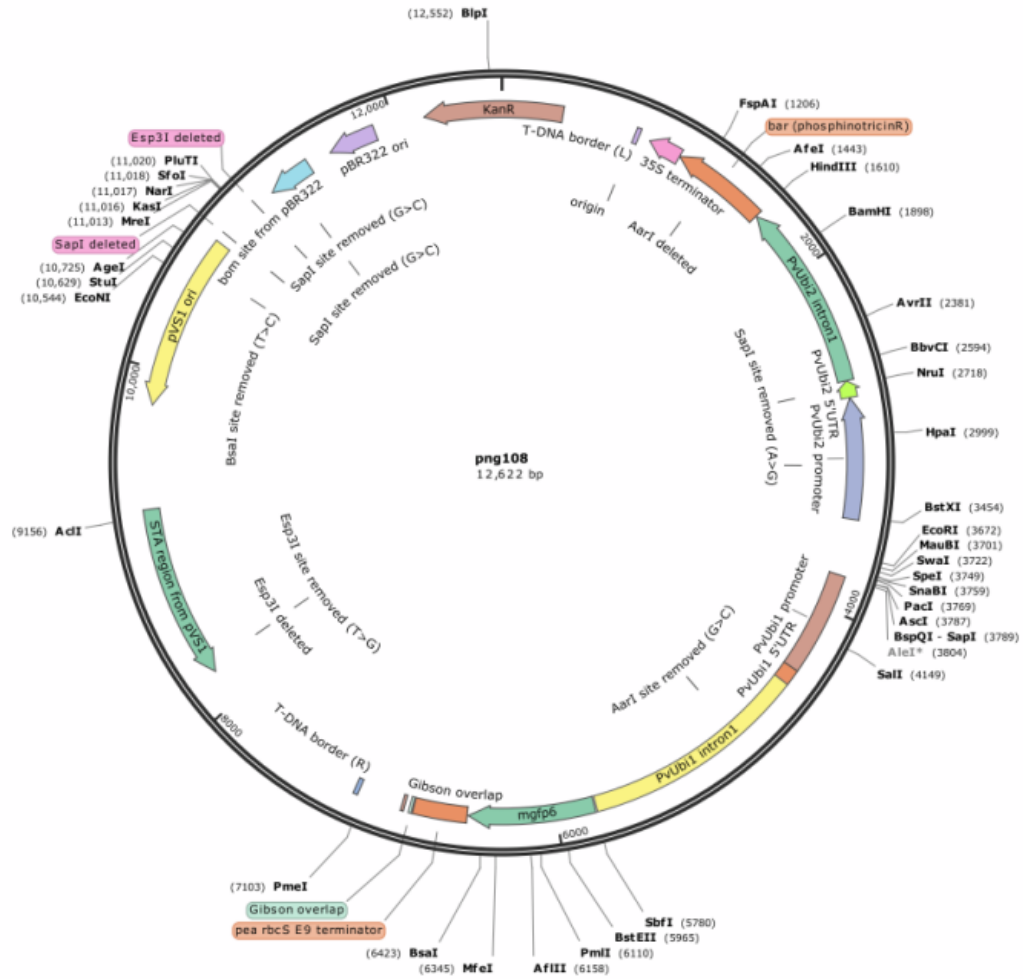 (12,552) BlpI
12,000
KanR
T-DNA border (L)
35S terminator
origin
AarI deleted
FspAI (1206)
bar (phosphinotricinR)
AfeI (1443)
HindIII (1610)
BamHI (1898)
2000
PvUbi2 intron1
AvrII (2381)
BbvCI (2594)
NruI (2718)
PvUbi2 5'UTR
PvUbi2 promoter
HpaI (2999)
SapI site removed (A>G)
BstXI (3454)
EcoRI (3672)
MauBI (3701)
SwaI (3722)
SpeI (3749)
SnaBI (3759)
PacI (3769)
AscI (3787)
BspQI - SapI (3789)
AleI* (3804)
4000
SalI (4149)
PvUbi1 promoter
PvUbi1 5'UTR
AarI site removed (G>C)
PvUbi1 intron1
SbfI (5780)
BstEII (5965)
6000
PmlI (6110)
AflII (6158)
mgfp6
(6345) MfeI
(6423) BsaI
pea rbcS E9 terminator
Gibson overlap
Gibson overlap
(7103) PmeI
T-DNA border (R)
8000
Esp3I deleted
Esp3I site removed (T>G)
STA region from pVS1
(9156) AclI
10,000
pVS1 ori
BsaI site removed (T>C)
(10,544) EcoNI
(10,629) StuI
(10,725) AgeI
SapI deleted
(11,013) MreI
(11,016) KasI
(11,017) NarI
(11,018) SfoI
(11,020) PluTI
Esp3I deleted
bom site from pBR322
pBR322 ori
SapI site removed (G>C)
SapI site removed (G>C)
png108
12,622 bp